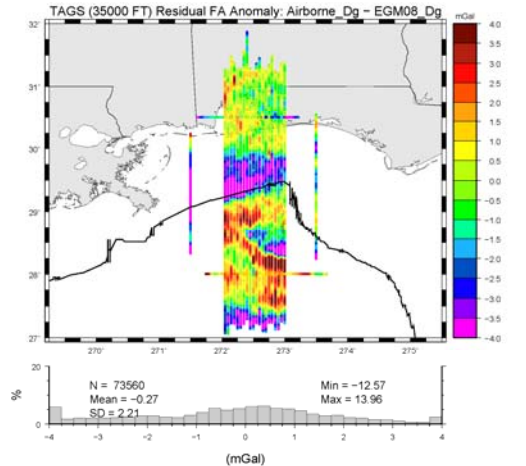 TAGS (35000 FT) Residual FA Anomaly: Airborne_Dg − EGM08_Dg
mGal
32˚
31˚
30˚
29˚
28˚
27˚
270˚ 271˚ 272˚ 273˚ 274˚ 275˚
4.0
3.5
3.0
2.5
2.0
1.5
1.0
0.5
0.0
−0.5
−1.0
−1.5
−2.0
−2.5
−3.0
−3.5
−4.0
20
10
0
%
N = 73560
Mean = −0.27
SD = 2.21
Min = −12.57
Max = 13.96
−4 −3 −2 −1 0 1 2 3 4
(mGal)